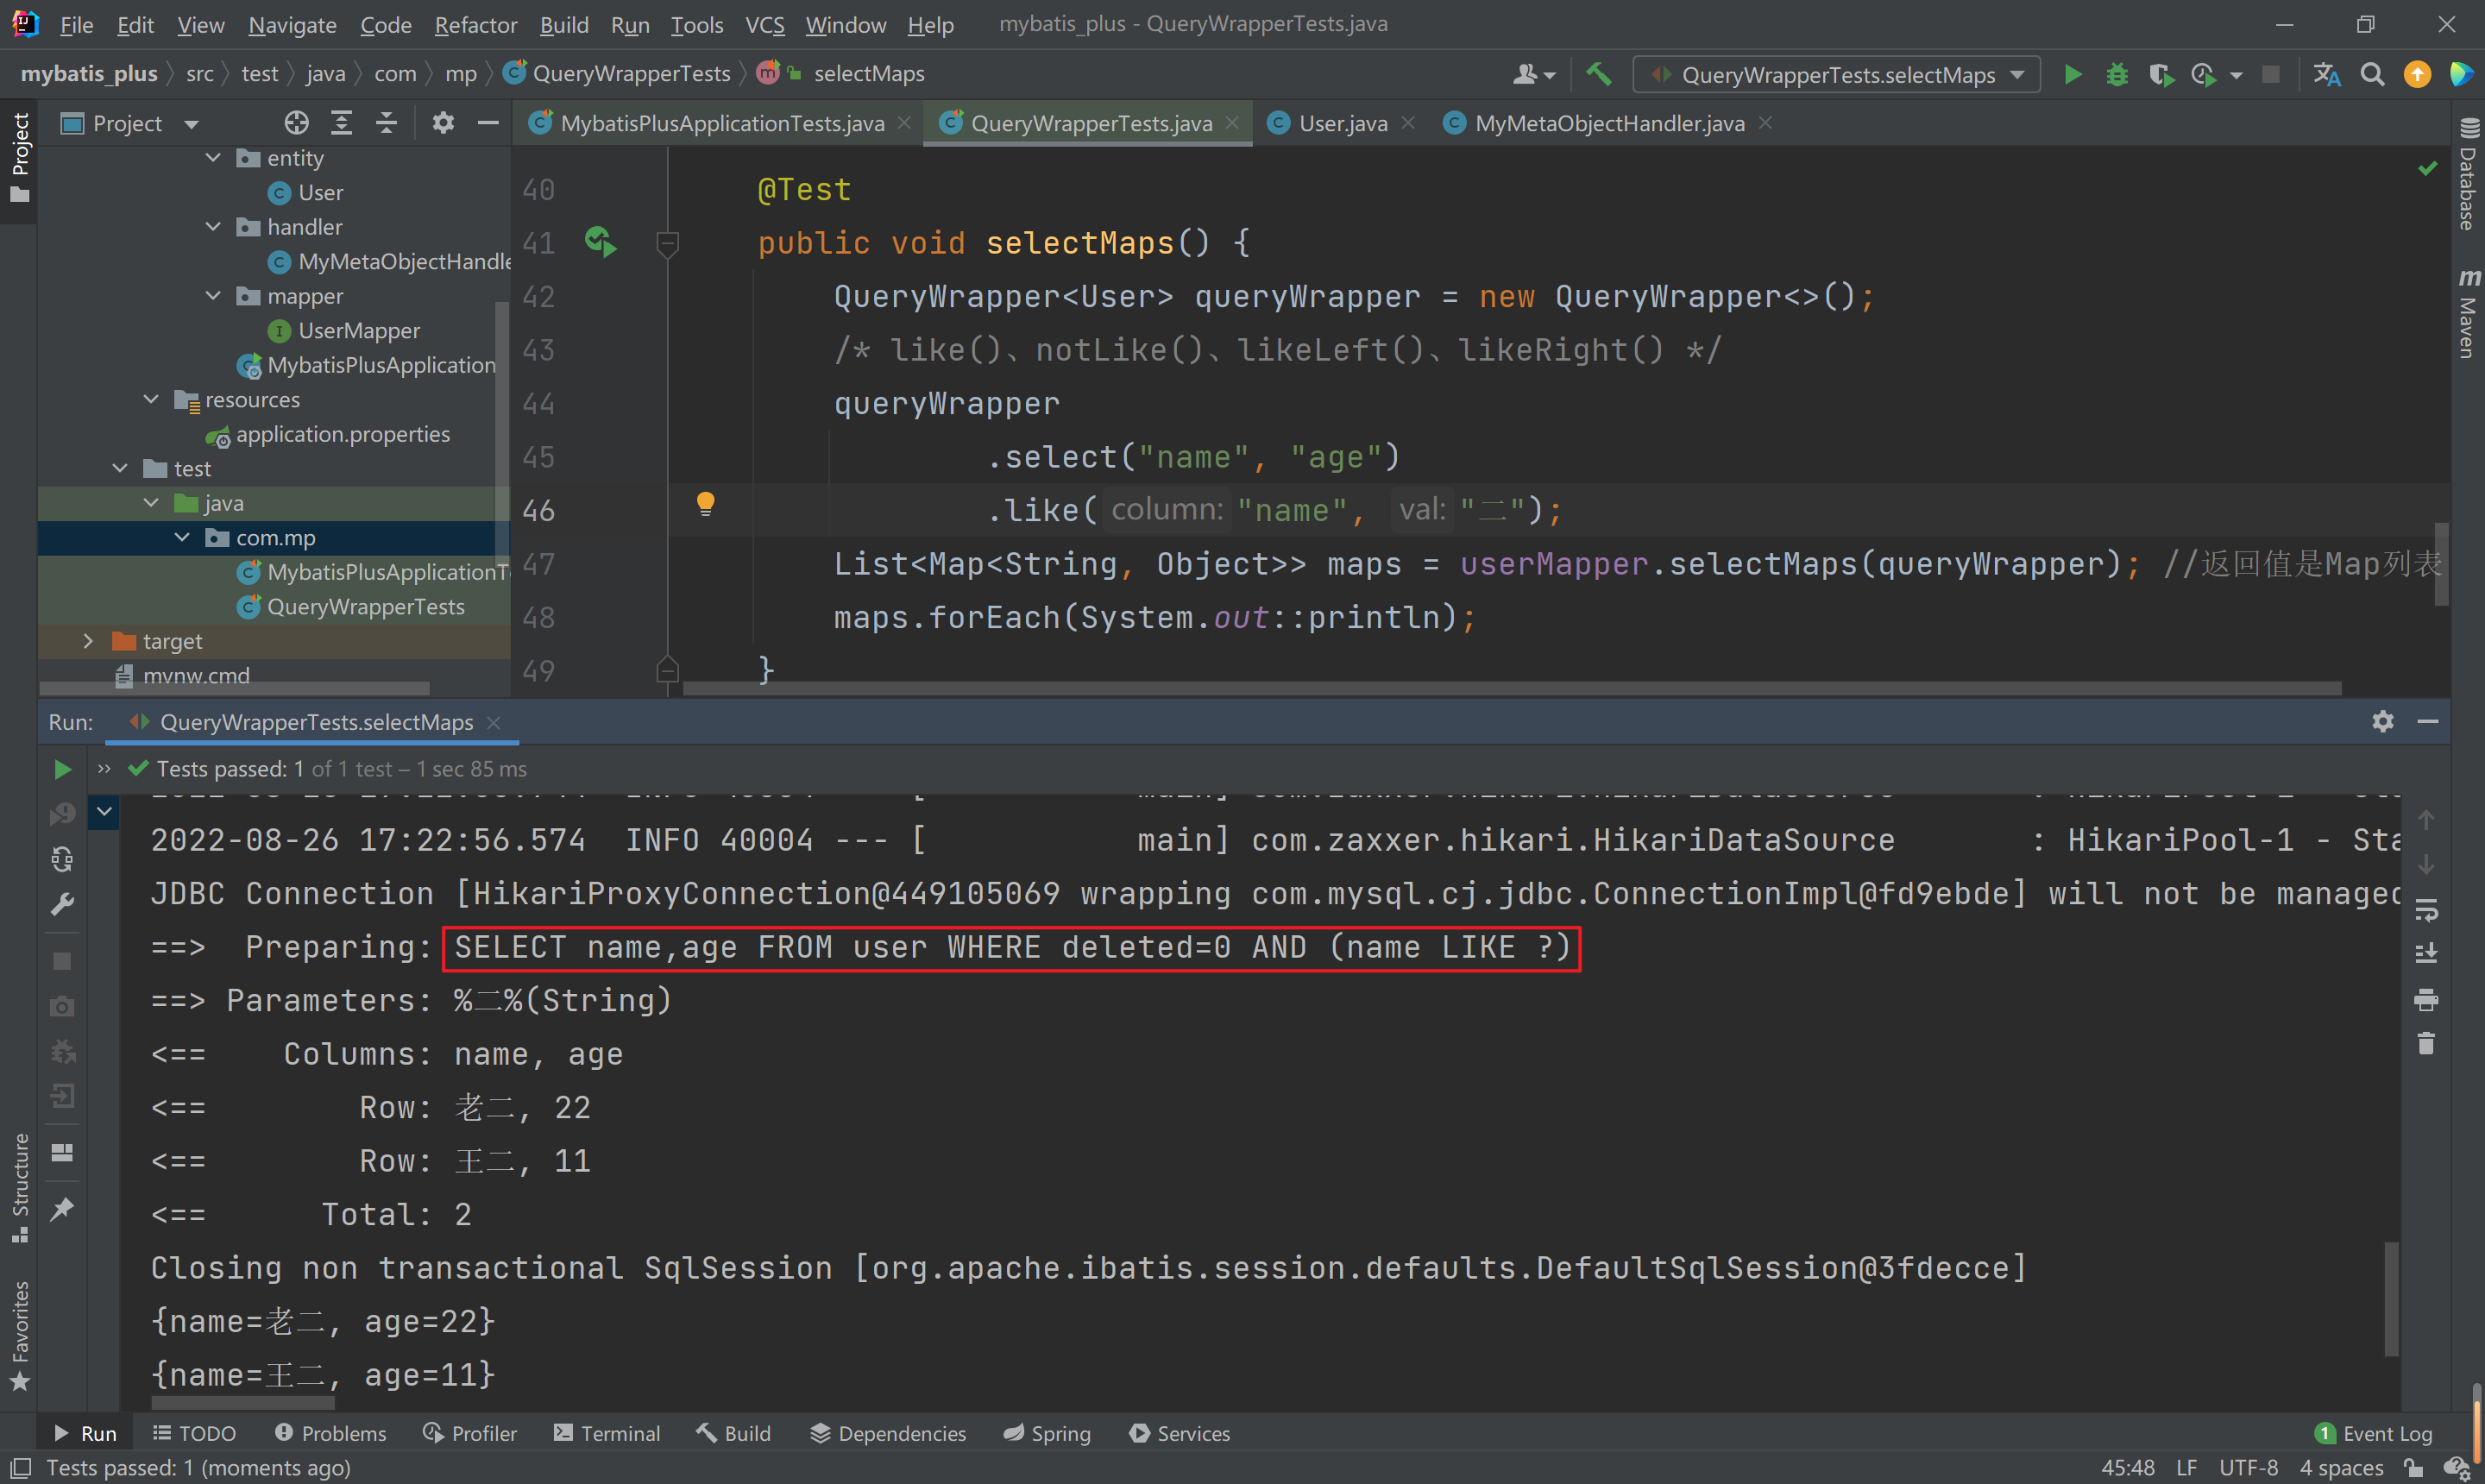 File Edit View Navigate Code Refactor Build Run Tools VCS Window Help mybatis_plus - QueryWrapperTests.java
mybatis_plus src test java com mp QueryWrapperTests selectMaps QueryWrapperTests.selectMaps
Project
Project
MybatisPlusApplicationTests.java QueryWrapperTests.java User.java MyMetaObjectHandler.java
Database
Maven
entity
User
handler
MyMetaObjectHandle
mapper
UserMapper
MybatisPlusApplication
resources
application.properties
test
java
com.mp
MybatisPlusApplicationT
QueryWrapperTests
target
mvnw.cmd
40 @Test
41 public void selectMaps() {
42 QueryWrapper<User> queryWrapper = new QueryWrapper<>();
43 /* like()、notLike()、likeLeft()、likeRight() */
44 queryWrapper
45 .select("name", "age")
46 .like( column: "name", val: "二");
47 List<Map<String, Object>> maps = userMapper.selectMaps(queryWrapper); //返回值是Map列表
48 maps.forEach(System.out::println);
49 }
Run: QueryWrapperTests.selectMaps
Tests passed: 1 of 1 test – 1 sec 85 ms
2022-08-26 17:22:56.574 INFO 40004 --- [ main] com.zaxxer.hikari.HikariDataSource : HikariPool-1 - Sta
JDBC Connection [HikariProxyConnection@449105069 wrapping com.mysql.cj.jdbc.ConnectionImpl@fd9ebde] will not be managed
==> Preparing: SELECT name,age FROM user WHERE deleted=0 AND (name LIKE ?)
==> Parameters: %二%(String)
<== Columns: name, age
<== Row: 老二, 22
<== Row: 王二, 11
<== Total: 2
Closing non transactional SqlSession [org.apache.ibatis.session.defaults.DefaultSqlSession@3fdecce]
{name=老二, age=22}
{name=王二, age=11}
Structure
Favorites
Run TODO Problems Profiler Terminal Build Dependencies Spring Services 1 Event Log
Tests passed: 1 (moments ago) 45:48 LF UTF-8 4 spaces